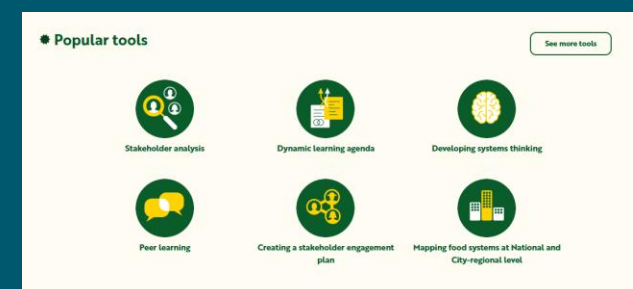 Popular tools
See more tools
Stakeholder analysis
Dynamic learning agenda
Developing systems thinking
Peer learning
Creating a stakeholder engagement
plan
Mapping food systems at National and
City-regional level